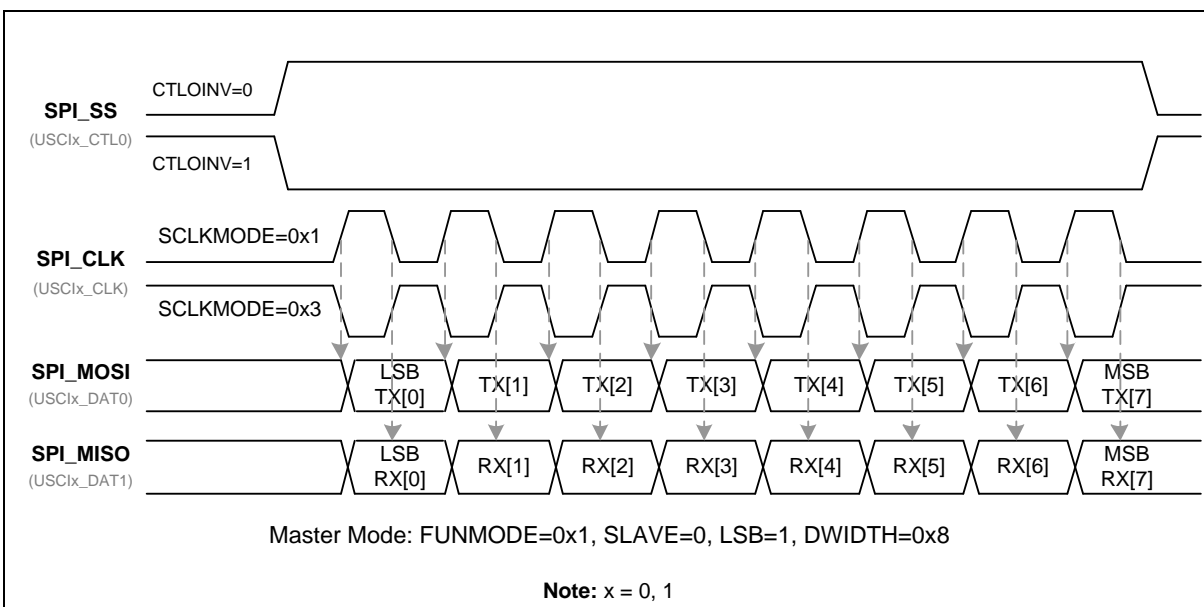 CTLOINV=0
SPI_SS
(USCIx_CTL0)
CTLOINV=1
SCLKMODE=0x1
SPI_CLK
(USCIx_CLK)
SCLKMODE=0x3
SPI_MOSI
(USCIx_DAT0)
LSB
TX[0]
TX[1]
TX[2]
TX[3]
TX[4]
TX[5]
TX[6]
MSB
TX[7]
SPI_MISO
(USCIx_DAT1)
LSB
RX[0]
RX[1]
RX[2]
RX[3]
RX[4]
RX[5]
RX[6]
MSB
RX[7]
Master Mode: FUNMODE=0x1, SLAVE=0, LSB=1, DWIDTH=0x8
Note: x = 0, 1